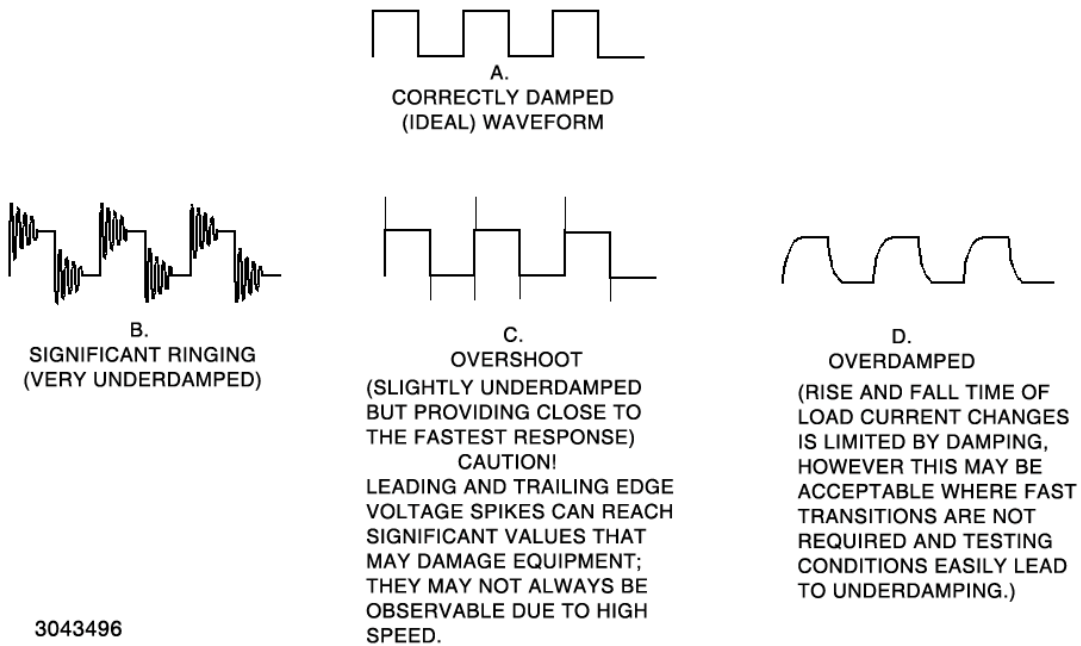 A.
CORRECTLY DAMPED
(IDEAL) WAVEFORM
B.
SIGNIFICANT RINGING
(VERY UNDERDAMPED)
C.
OVERSHOOT
(SLIGHTLY UNDERDAMPED
BUT PROVIDING CLOSE TO
THE FASTEST RESPONSE)
CAUTION!
LEADING AND TRAILING EDGE
VOLTAGE SPIKES CAN REACH
SIGNIFICANT VALUES THAT
MAY DAMAGE EQUIPMENT;
THEY MAY NOT ALWAYS BE
OBSERVABLE DUE TO HIGH
SPEED.
D.
OVERDAMPED
(RISE AND FALL TIME OF
LOAD CURRENT CHANGES
IS LIMITED BY DAMPING,
HOWEVER THIS MAY BE
ACCEPTABLE WHERE FAST
TRANSITIONS ARE NOT
REQUIRED AND TESTING
CONDITIONS EASILY LEAD
TO UNDERDAMPING.)
3043496